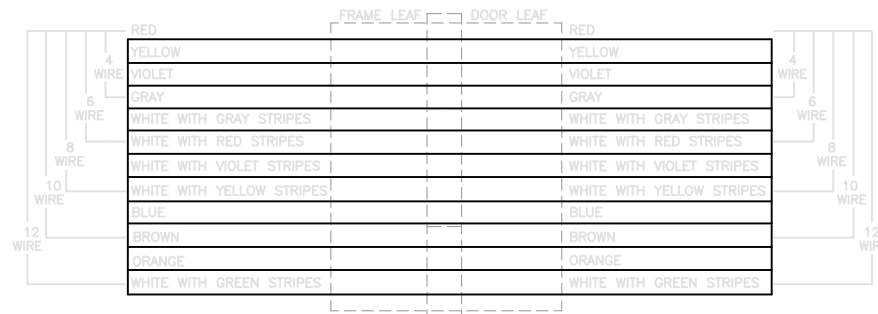 FRAME LEAF DOOR LEAF
RED RED
YELLOW YELLOW
4 WIRE VIOLET VIOLET 4 WIRE
GRAY GRAY
6 WIRE WHITE WITH GRAY STRIPES WHITE WITH GRAY STRIPES 6 WIRE
WHITE WITH RED STRIPES WHITE WITH RED STRIPES
8 WIRE WHITE WITH VIOLET STRIPES WHITE WITH VIOLET STRIPES 8 WIRE
10 WIRE WHITE WITH YELLOW STRIPES WHITE WITH YELLOW STRIPES 10 WIRE
BLUE BLUE
12 WIRE BROWN BROWN 12 WIR
ORANGE ORANGE
WHITE WITH GREEN STRIPES WHITE WITH GREEN STRIPES